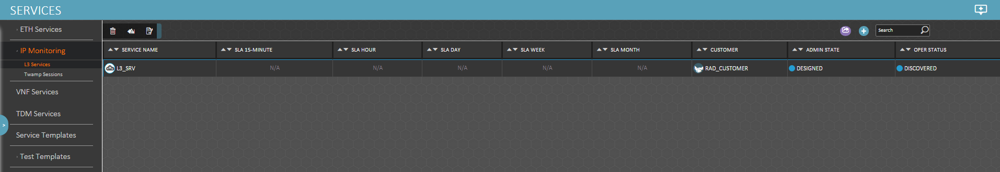 SERVICES
ETH Services
IP Monitoring
L3 Services
Twamp Sessions
VNF Services
TDM Services
>
Service Templates
Test Templates
Search
SERVICE NAME SLA 15-MINUTE SLA HOUR SLA DAY SLA WEEK SLA MONTH CUSTOMER ADMIN STATE OPER STATUS
L3_SRV N/A N/A N/A N/A N/A RAD_CUSTOMER DESIGNED DISCOVERED